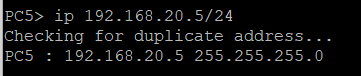 PC5> ip 192.168.20.5/24
Checking for duplicate address...
PC5 : 192.168.20.5 255.255.255.0